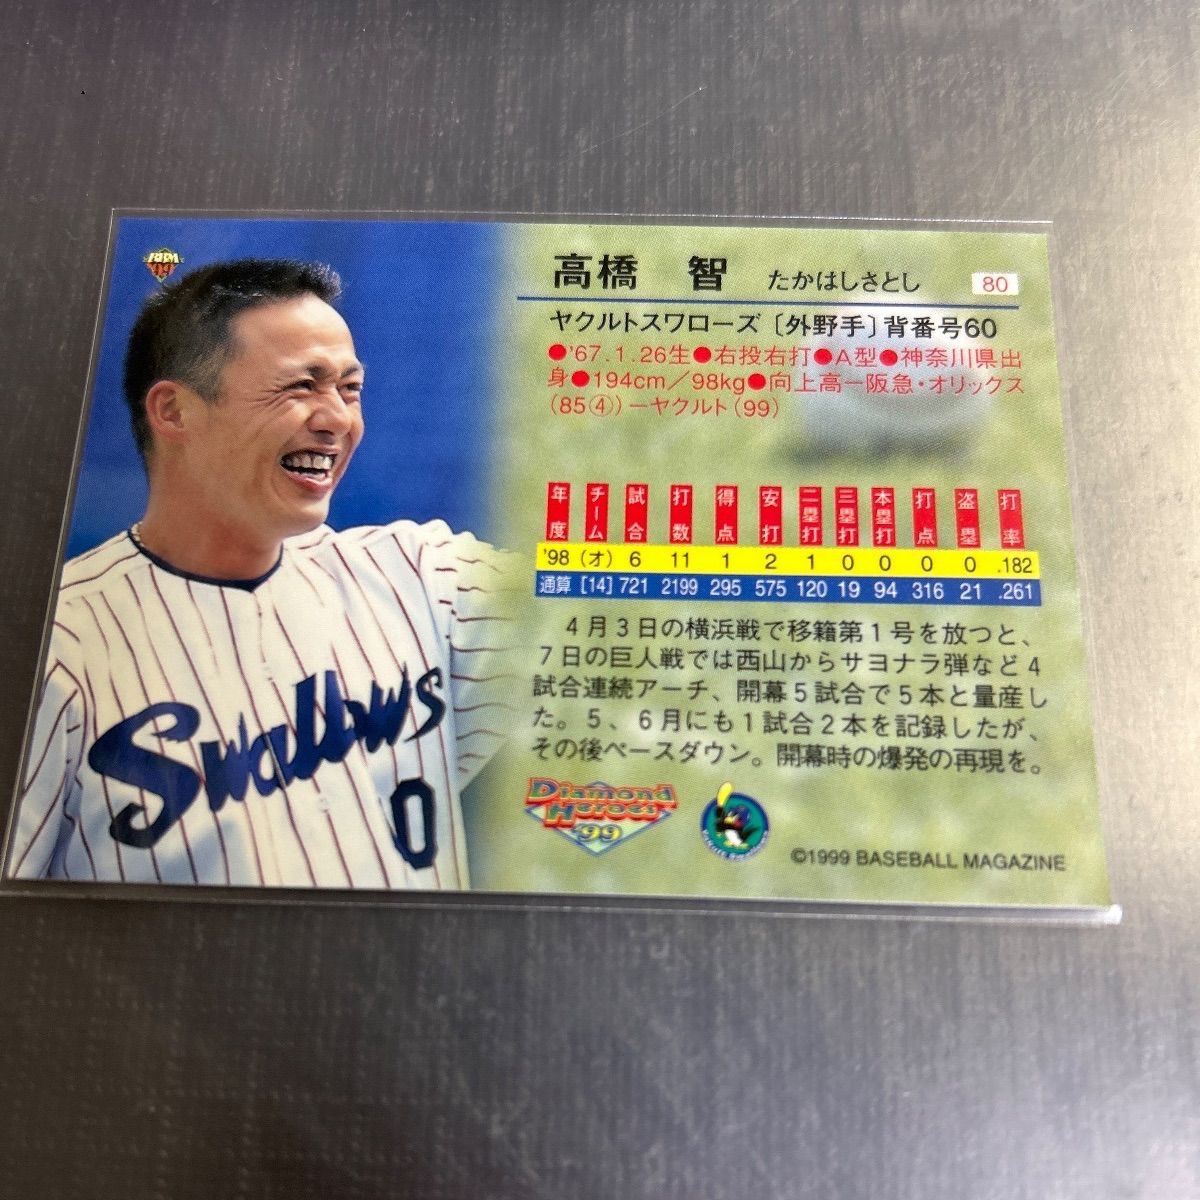 BBM
'99
高橋 智 たかはしさとし 80
ヤクルトスワローズ〔外野手〕背番号60
●'67.1.26生●右投右打●A型●神奈川県出
身●194cm/98kg●向上高ー阪急・オリックス
(85④))ーヤクルト(99)
年度 チーム 試合 打数 得点 安打 二塁打 三塁打 本塁打 打点 盗塁 打率
'98 (オ) 6 11 1 2 1 0 0 0 0 .182
通算 [14] 721 2199 295 575 120 19 94 316 21 .261
4月3日の横浜戦で移籍第1号を放つと、
7日の巨人戦では西山からサヨナラ弾など4
試合連続アーチ、開幕5試合で5本と量産し
た。5、6月にも1試合2本を記録したが、
その後ペースダウン。開幕時の爆発の再現を。
Swallows
0
Diamond
Heroes
'99
©1999 BASEBALL MAGAZINE